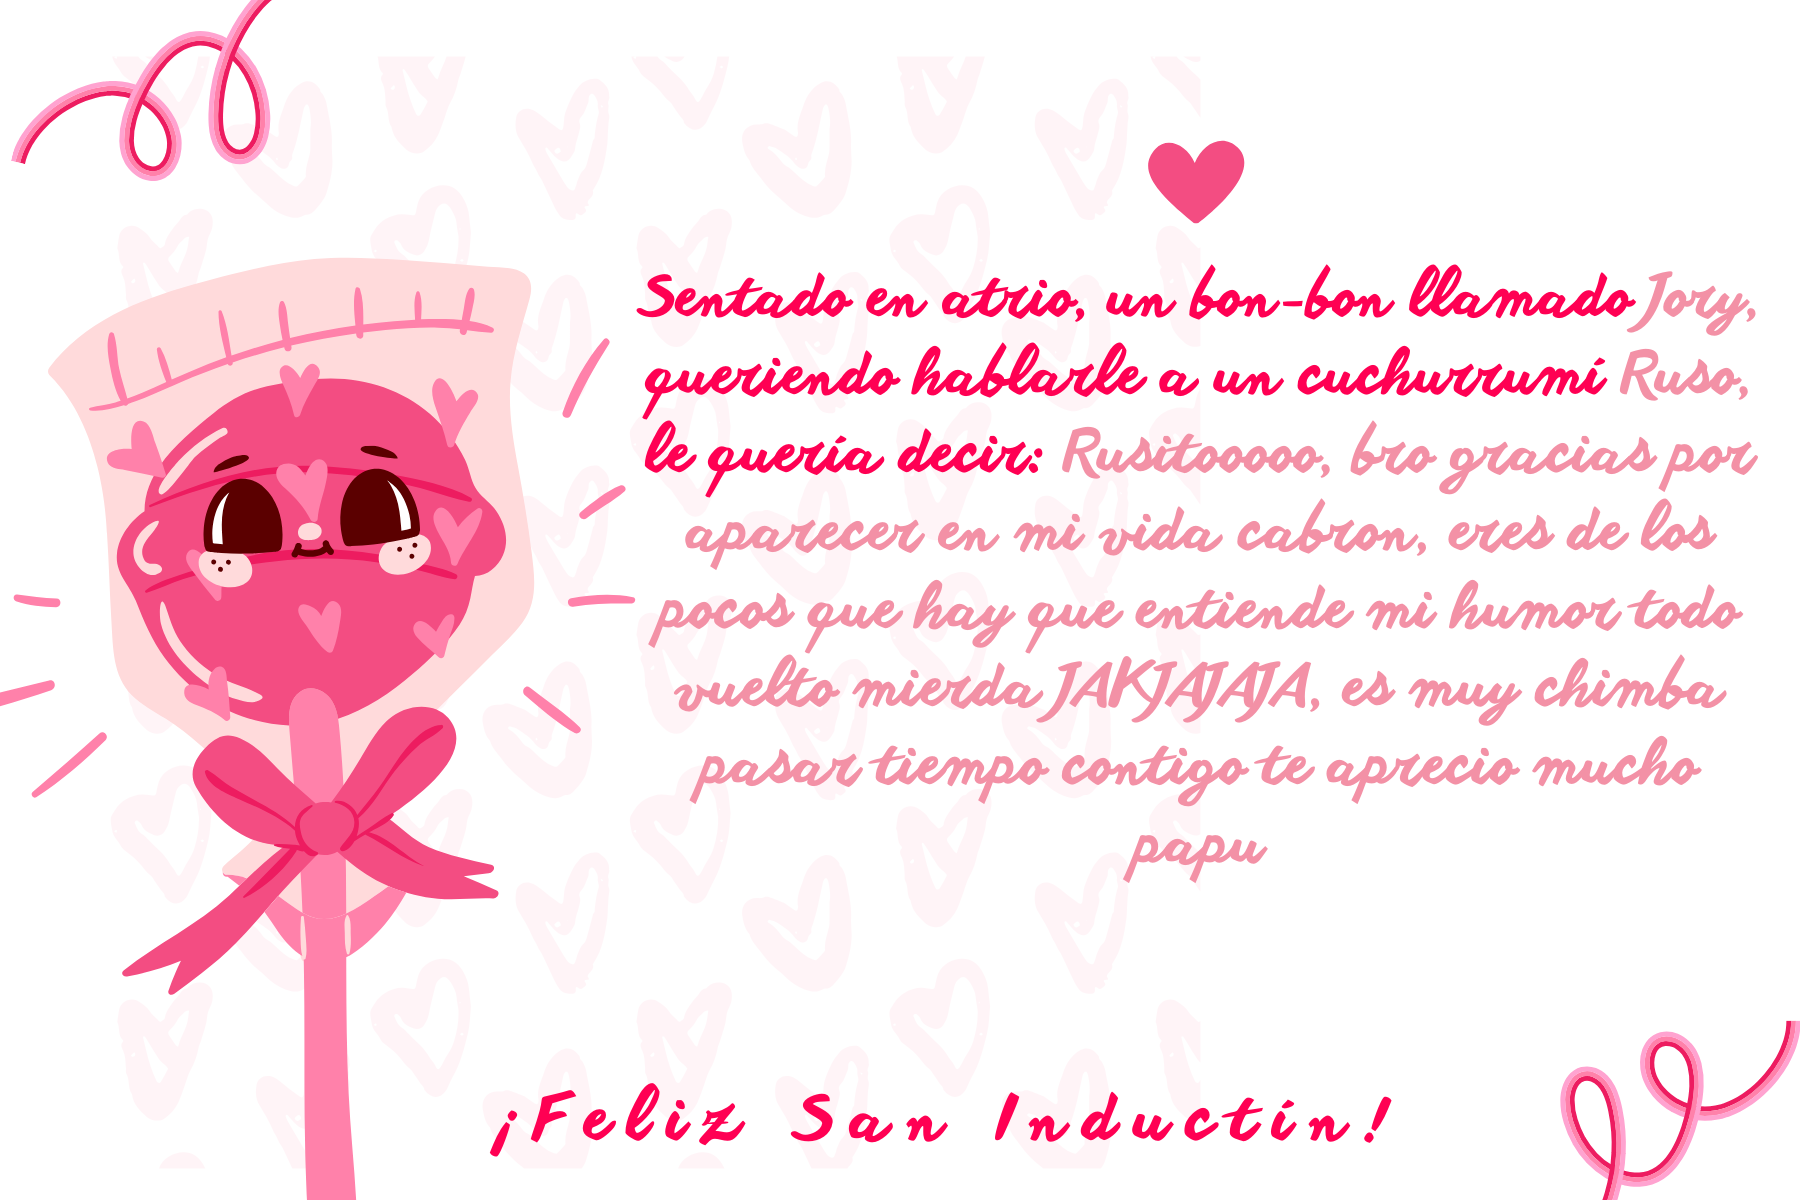 Sentado en atrio, un bon-bon llamado Jory,
queriendo hablarle a un cuchurrumí Ruso,
le quería decir: Rusitooooo, bro gracias por
aparecer en mi vida cabron, eres de los
pocos que hay que entiende mi humor todo
vuelto mierda JAKJAJAJA, es muy chimba
pasar tiempo contigo te aprecio mucho
papu
¡Feliz San Inductín!